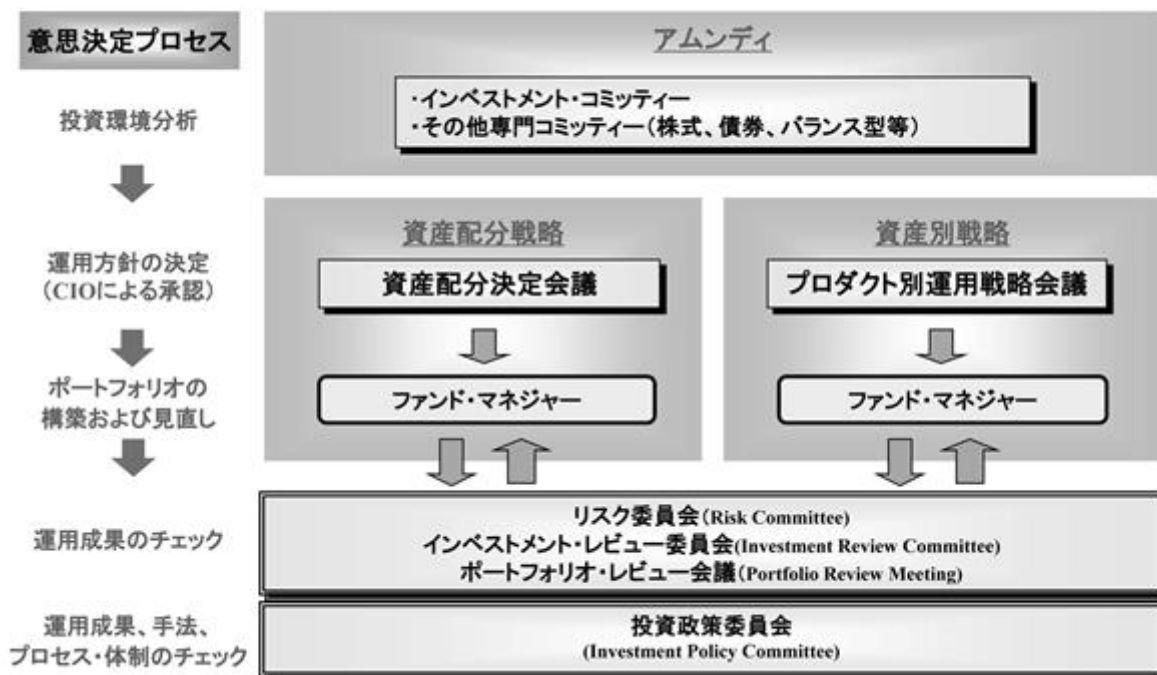 意思決定プロセス
アムンディ
投資環境分析
・インベストメント・コミッティー
・その他専門コミッティー（株式、債券、バランス型等）
運用方針の決定
（CIOによる承認）
資産配分戦略
資産配分決定会議
資産別戦略
プロダクト別運用戦略会議
ポートフォリオの
構築および見直し
ファンド・マネジャー
ファンド・マネジャー
運用成果のチェック
リスク委員会（Risk Committee）
インベストメント・レビュー委員会(Investment Review Committee)
ポートフォリオ・レビュー会議(Portfolio Review Meeting)
運用成果、手法、
プロセス・体制のチェック
投資政策委員会
(Investment Policy Committee)